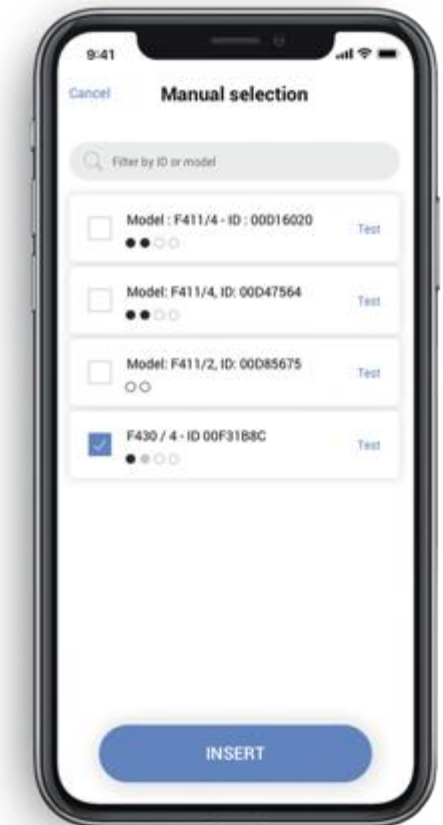 9:41
Cancel
Manual selection
Filter by ID or model
Model : F411/4 - ID : 00D16020
Test
Model: F411/4, ID: 00D47564
Test
Model: F411/2, ID: 00D85675
Test
F430 / 4 - ID 00F31B8C
Test
INSERT